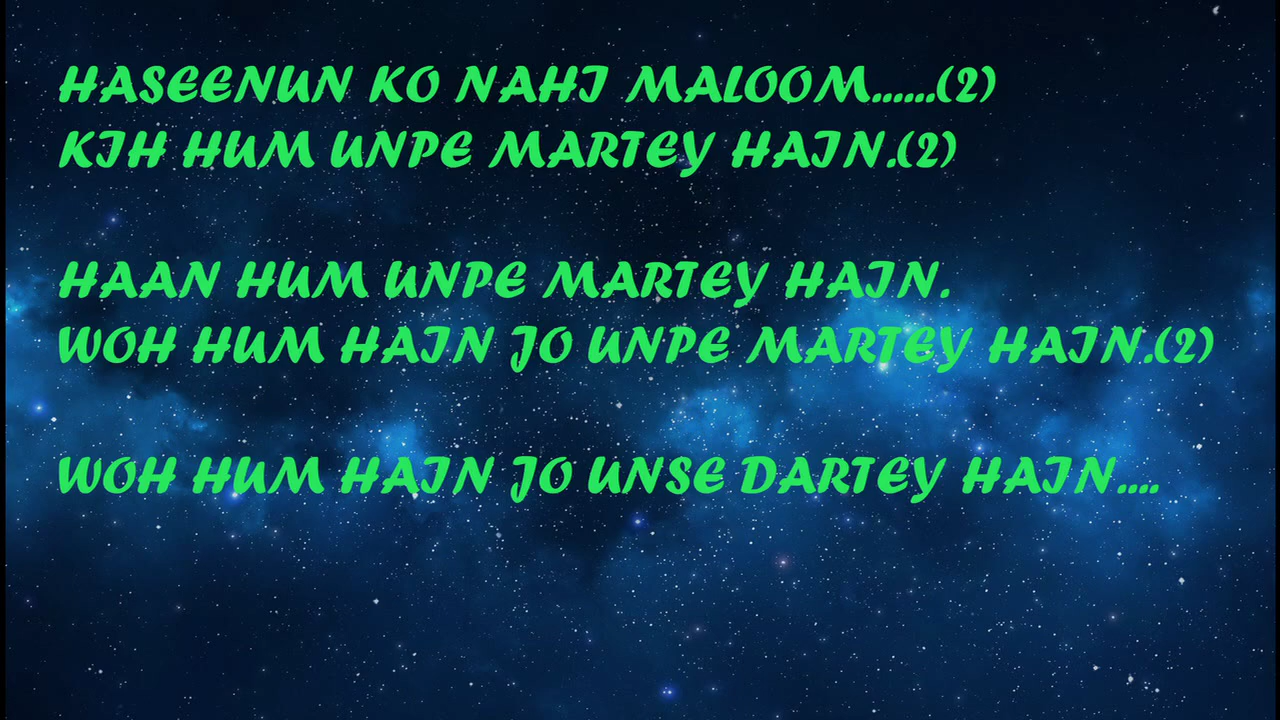 HASEENUN KO NAHI MALOOM......(2)
KIH HUM UNPE MARTEY HAIN.(2)
HAAN HUM UNPE MARTEY HAIN.
WOH HUM HAIN JO UNPE MARTEY HAIN.(2)
WOH HUM HAIN JO UNSE DARTEY HAIN....